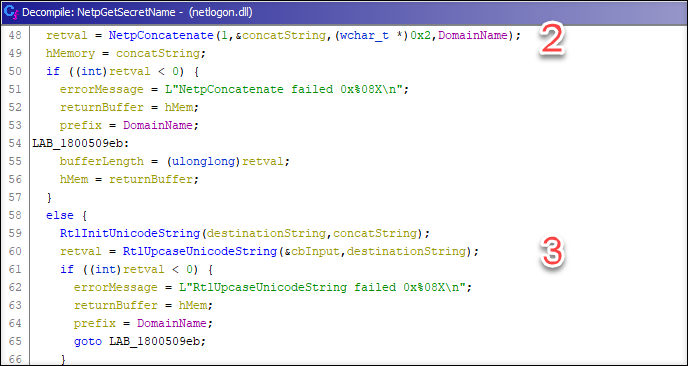 Decompile: NetpGetSecretName - (netlogon.dll)
48 retval = NetpConcatenate(1,&concatString,(wchar_t *)0x2,DomainName); 2
49 hMemory = concatString;
50 if ((int)retval < 0) {
51 errorMessage = L"NetpConcatenate failed 0x%08X\n";
52 returnBuffer = hMem;
53 prefix = DomainName;
54 LAB_1800509eb:
55 bufferLength = (ulonglong)retval;
56 hMem = returnBuffer;
57 }
58 else {
59 RtlInitUnicodeString(destinationString,concatString);
60 retval = RtlUpcaseUnicodeString(&cbInput,destinationString); 3
61 if ((int)retval < 0) {
62 errorMessage = L"RtlUpcaseUnicodeString failed 0x%08X\n";
63 returnBuffer = hMem;
64 prefix = DomainName;
65 goto LAB_1800509eb;
66 }